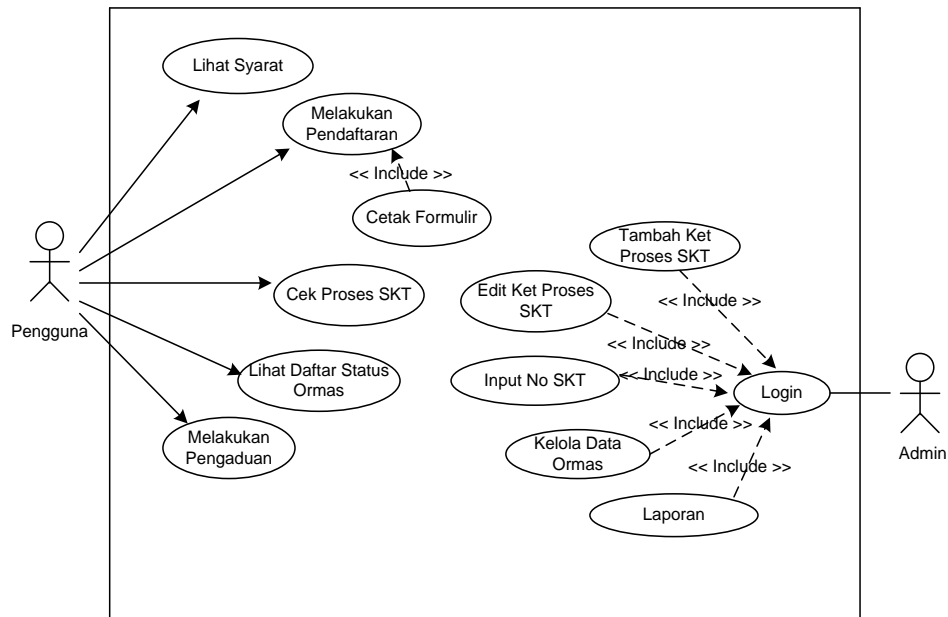 Lihat Syarat
Melakukan
Pendaftaran
<< Include >>
Cetak Formulir
Tambah Ket
Proses SKT
Pengguna
Cek Proses SKT
Edit Ket Proses
SKT
<< Include >>
<< Include >>
Lihat Daftar Status
Ormas
Input No SKT
<< Include >>
Login
Melakukan
Pengaduan
Kelola Data
Ormas
<< Include >>
Admin
<< Include >>
Laporan